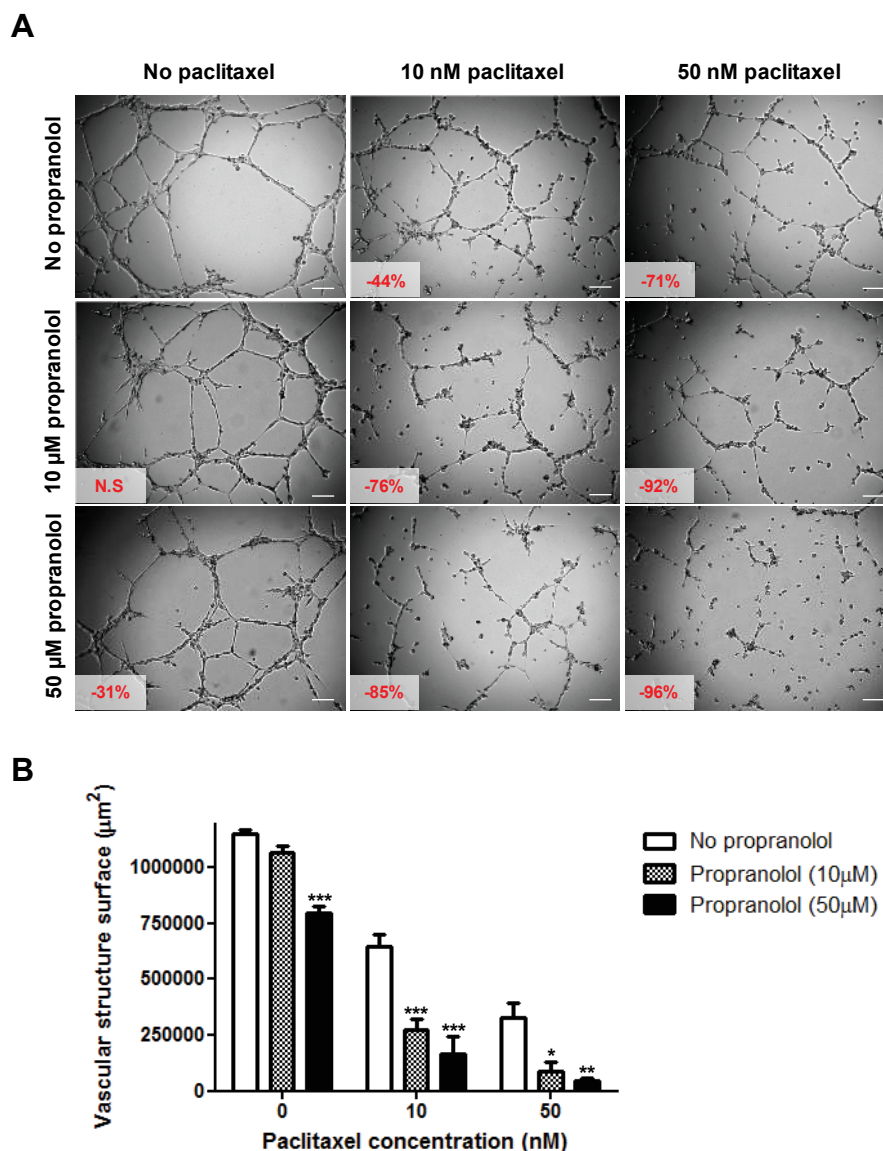 A
No paclitaxel
10 nM paclitaxel
50 nM paclitaxel
No propranolol
-44%
-71%
10 µM propranolol
N.S
-76%
-92%
50 µM propranolol
-31%
-85%
-96%
B
Vascular structure surface (µm²)
1000000
750000
500000
250000
0
***
***
***
*
**
0
10
50
Paclitaxel concentration (nM)
No propranolol
Propranolol (10µM)
Propranolol (50µM)